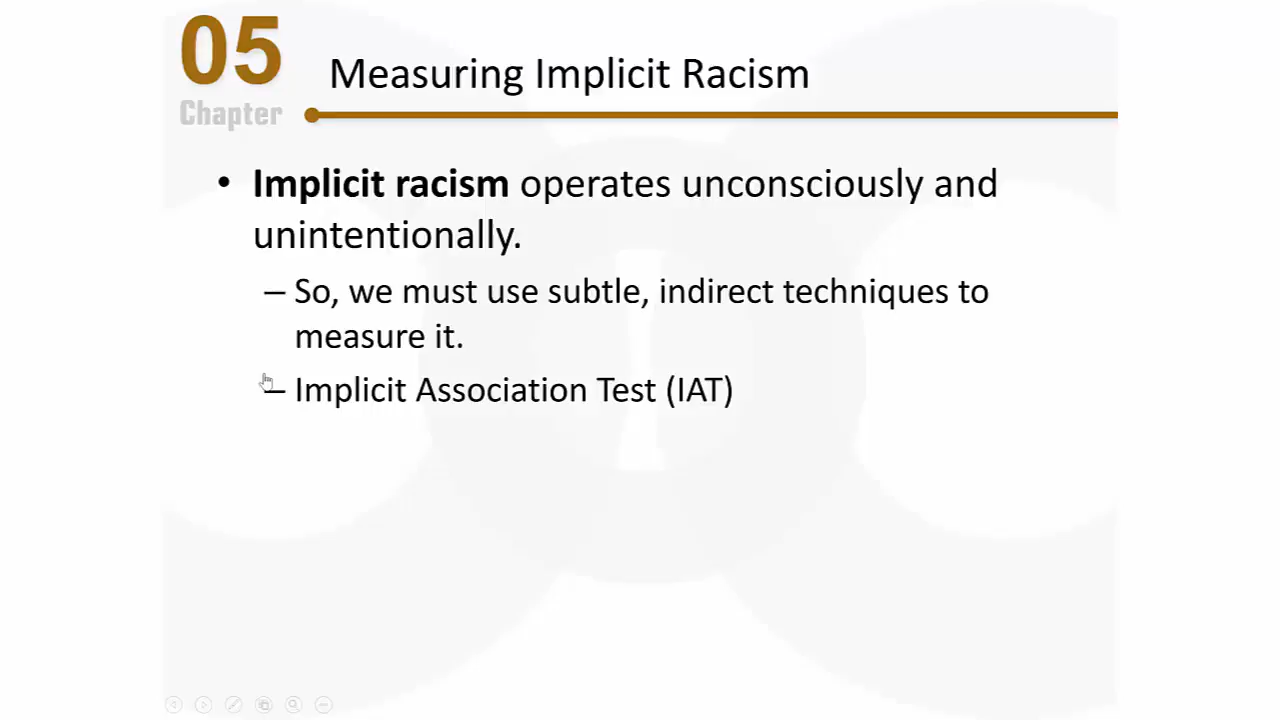 05
Chapter
Measuring Implicit Racism
• Implicit racism operates unconsciously and
unintentionally.
– So, we must use subtle, indirect techniques to
measure it.
– Implicit Association Test (IAT)